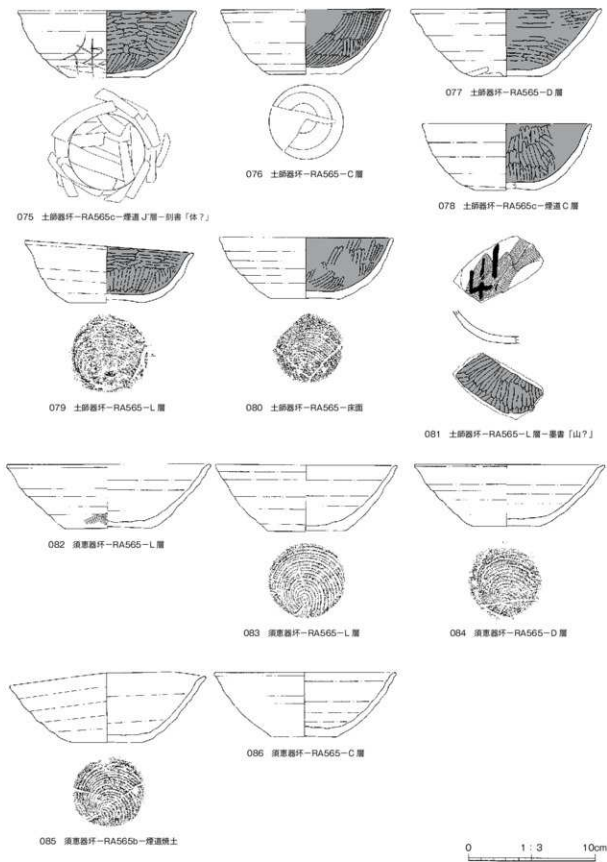 077 土師器坏-RA565-D層
076 土師器坏-RA565-C層
075 土師器坏-RA565c-煙道J´層-刻書「体?」
078 土師器坏-RA565c-煙道C層
079 土師器坏-RA565-L層
080 土師器坏-RA565-床面
081 土師器坏-RA565-L層-墨書「山?」
082 須恵器坏-RA565-L層
083 須恵器坏-RA565-L層
084 須恵器坏-RA565-D層
086 須恵器坏-RA565-C層
085 須恵器坏-RA565b-煙道焼土
0 1:3 10cm